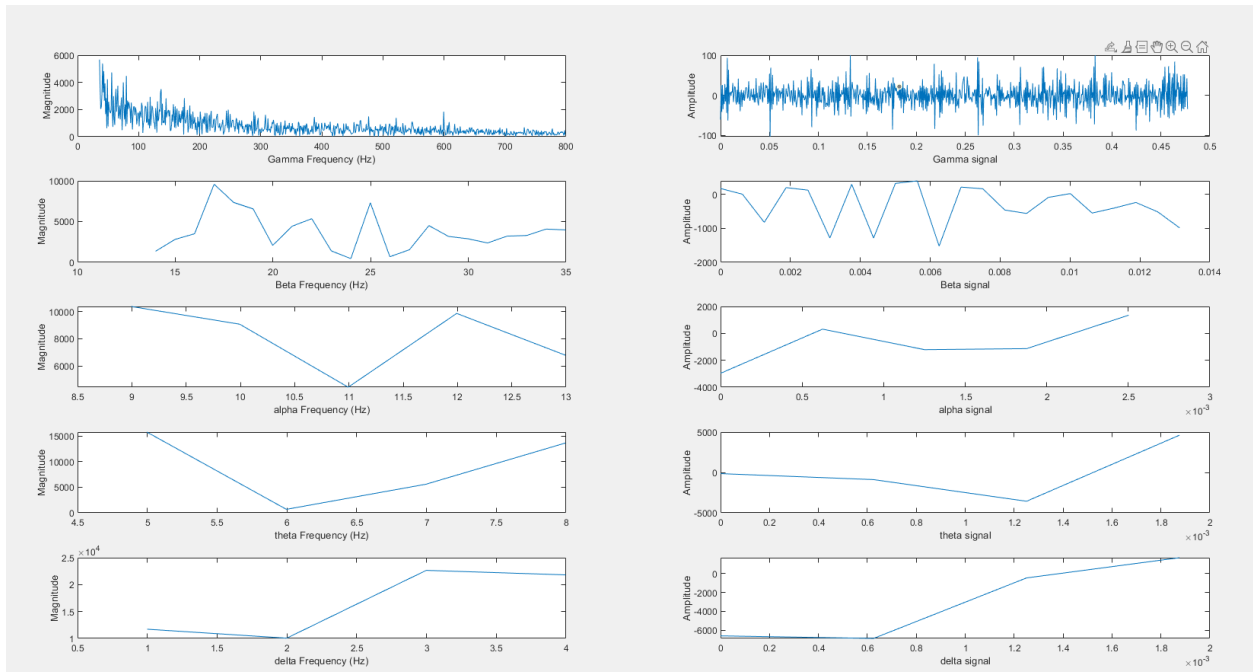 6000
4000
2000
0
Magnitude
0 100 200 300 400 500 600 700 800
Gamma Frequency (Hz)
100
0
-100
Amplitude
0 0.05 0.1 0.15 0.2 0.25 0.3 0.35 0.4 0.45 0.5
Gamma signal
10000
5000
0
Magnitude
10 15 20 25 30 35
Beta Frequency (Hz)
0
-1000
-2000
Amplitude
0 0.002 0.004 0.006 0.008 0.01 0.012 0.014
Beta signal
10000
8000
6000
Magnitude
8.5 9 9.5 10 10.5 11 11.5 12 12.5 13
alpha Frequency (Hz)
2000
0
-2000
-4000
Amplitude
0 0.5 1 1.5 2 2.5 3
×10-3
alpha signal
15000
10000
5000
0
Magnitude
4.5 5 5.5 6 6.5 7 7.5 8
theta Frequency (Hz)
5000
0
-5000
Amplitude
0 0.2 0.4 0.6 0.8 1 1.2 1.4 1.6 1.8 2
×10-3
theta signal
×104
2.5
2
1.5
1
Magnitude
0.5 1 1.5 2 2.5 3 3.5 4
delta Frequency (Hz)
0
-2000
-4000
-6000
Amplitude
0 0.2 0.4 0.6 0.8 1 1.2 1.4 1.6 1.8 2
×10-3
delta signal